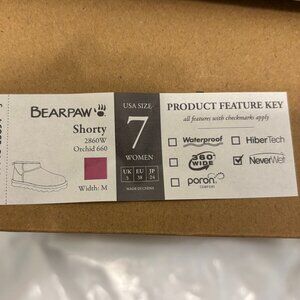 BEARPAW
Shorty
2860W
Orchid 660
Width: M
USA SIZE
7
WOMEN
UK EU JP
5 38 24
MADE IN CHINA
PRODUCT FEATURE KEY
all features with checkmarks apply
Waterproof
HiberTech
360° WIDE
NeverWet
poron
COMFORT